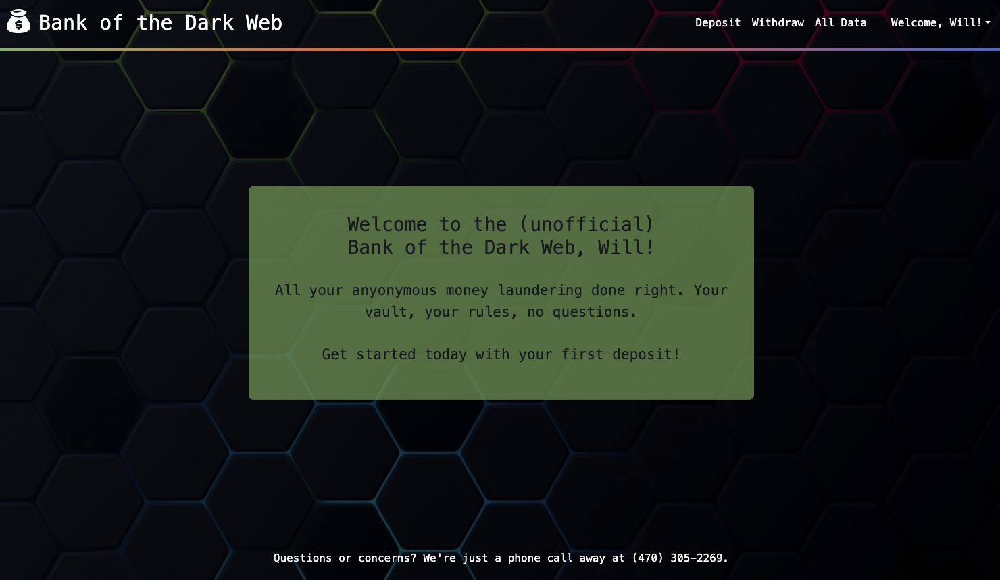 Bank of the Dark Web
Deposit Withdraw All Data Welcome, Will!
Welcome to the (unofficial)
Bank of the Dark Web, Will!
All your anyonymous money laundering done right. Your
vault, your rules, no questions.
Get started today with your first deposit!
Questions or concerns? We're just a phone call away at (470) 305-2269.